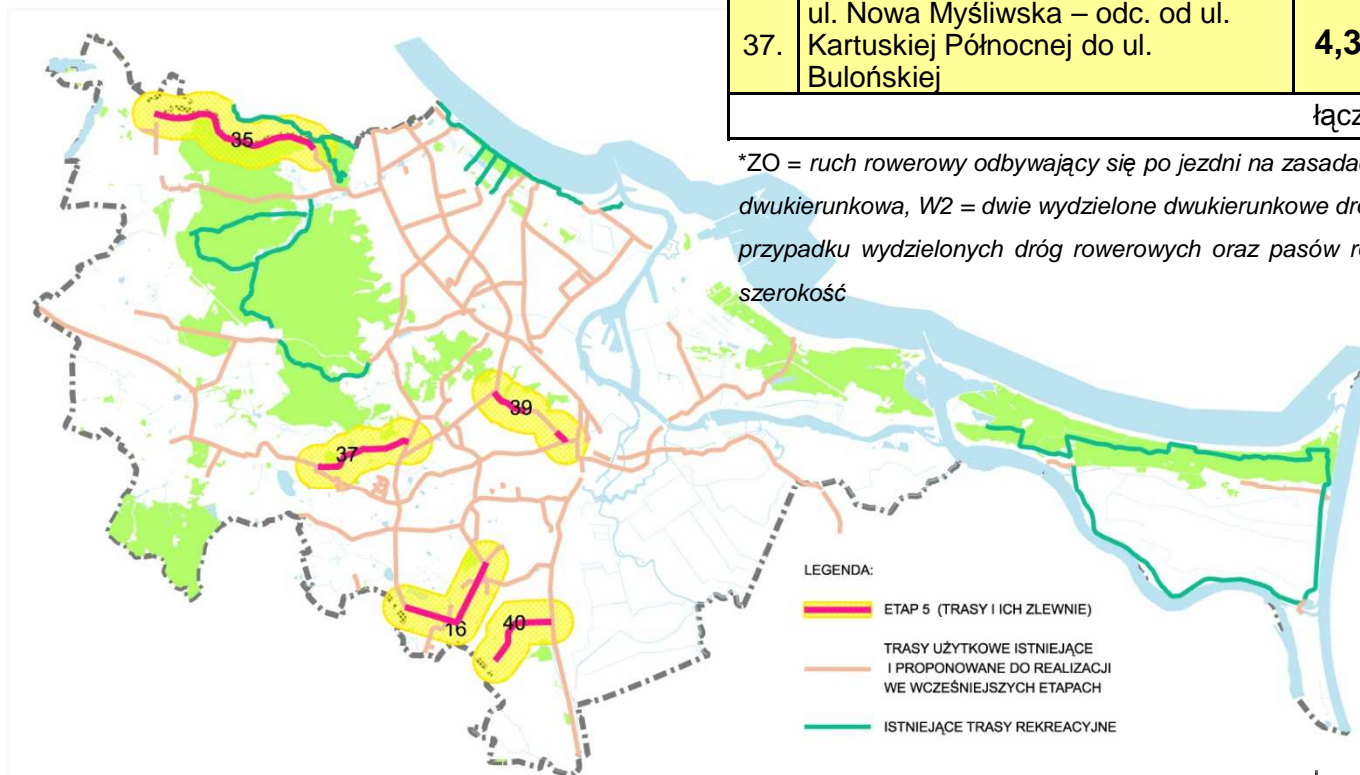 37.
ul. Nowa Myśliwska – odc. od ul.
Kartuskiej Północnej do ul.
Bulońskiej
4,3
łącz
*ZO = ruch rowerowy odbywający się po jezdni na zasada
dwukierunkowa, W2 = dwie wydzielone dwukierunkowe dr
przypadku wydzielonych dróg rowerowych oraz pasów r
szerokość
35
39
37
16
40
LEGENDA:
ETAP 5 (TRASY I ICH ZLEWNIE)
TRASY UŻYTKOWE ISTNIEJĄCE
I PROPONOWANE DO REALIZACJI
WE WCZEŚNIEJSZYCH ETAPACH
ISTNIEJĄCE TRASY REKREACYJNE